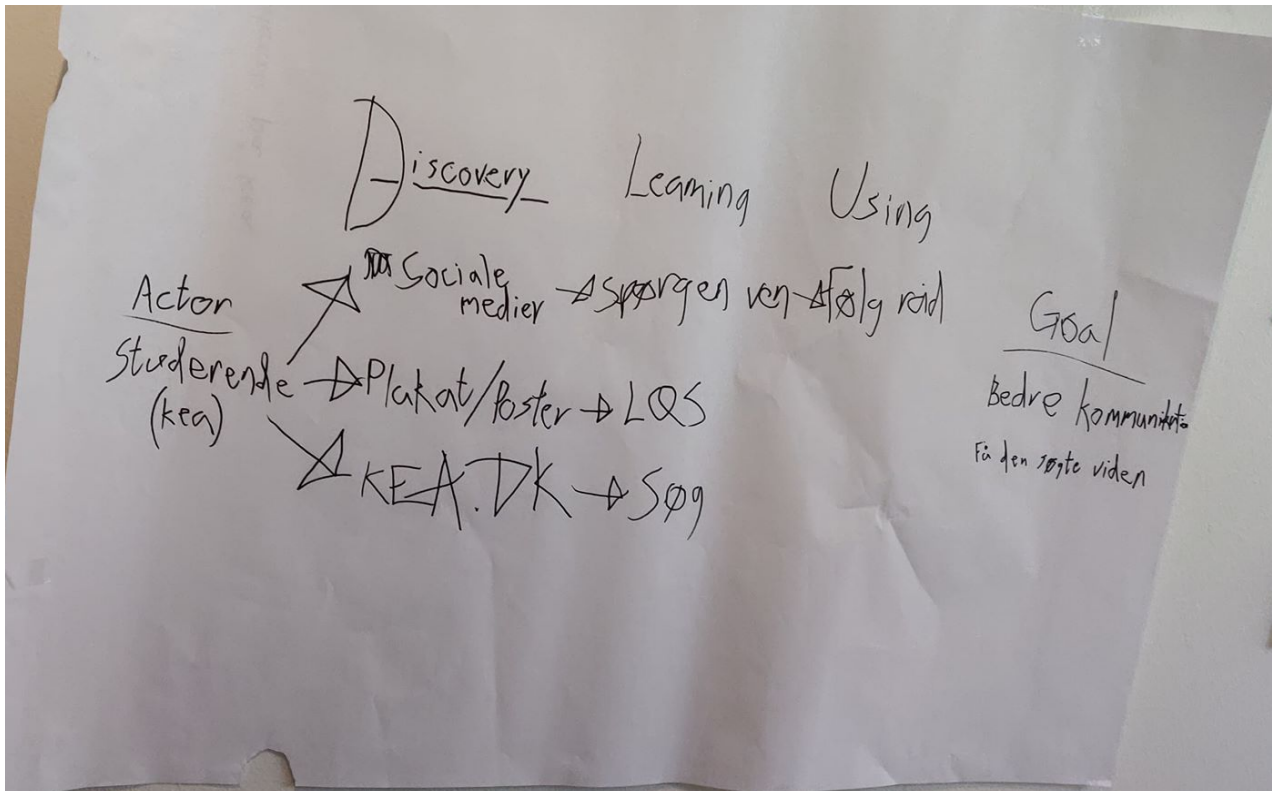 Discovery Learning Using
Actor
Studerende
(kea)
Sociale
medier → spørgen ven → Følg råd
→ Plakat/Poster → LQS
→ KEA.DK → Søg
Goal
Bedre kommunikatio
Få den søgte viden